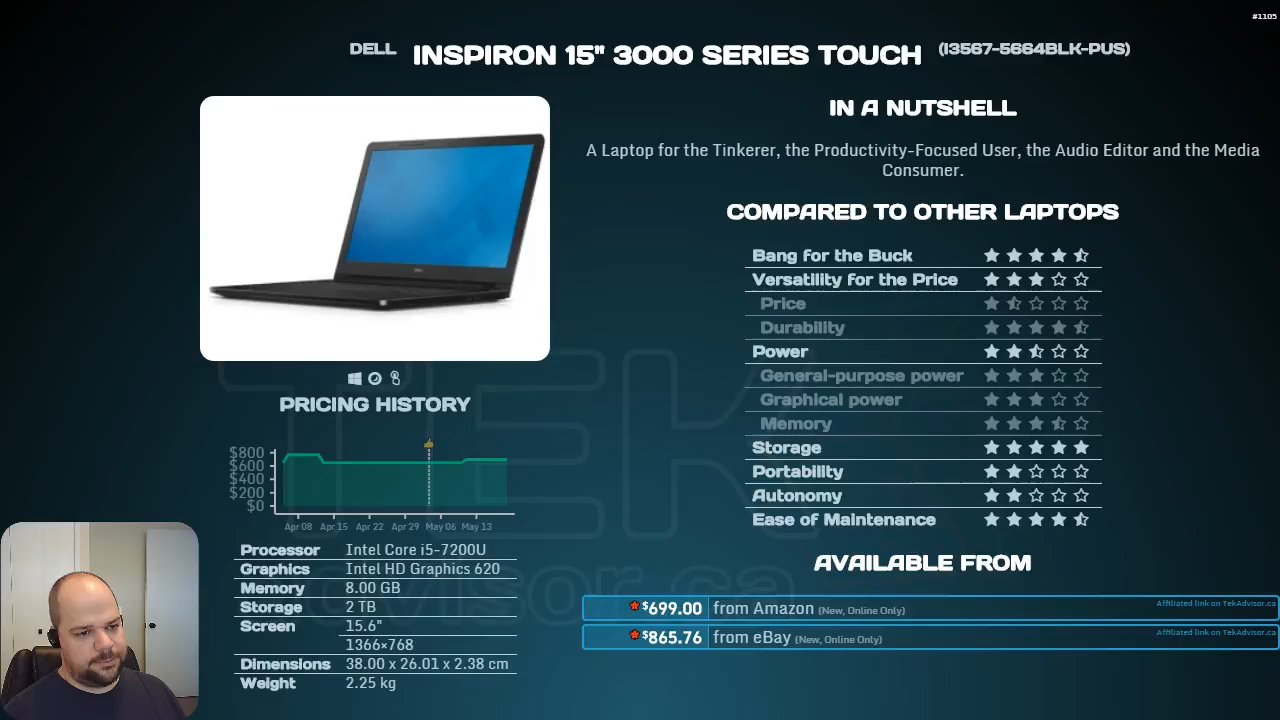 #1105
DELL INSPIRON 15" 3000 SERIES TOUCH (I3567-5664BLK-PUS)
IN A NUTSHELL
A Laptop for the Tinkerer, the Productivity-Focused User, the Audio Editor and the Media
Consumer.
COMPARED TO OTHER LAPTOPS
Bang for the Buck
Versatility for the Price
Price
Durability
Power
General-purpose power
Graphical power
Memory
Storage
Portability
Autonomy
Ease of Maintenance
PRICING HISTORY
$800
$600
$400
$200
$0
Apr 08 Apr 15 Apr 22 Apr 29 May 06 May 13
Processor Intel Core i5-7200U
Graphics Intel HD Graphics 620
Memory 8.00 GB
Storage 2 TB
Screen 15.6"
1366×768
Dimensions 38.00 x 26.01 x 2.38 cm
Weight 2.25 kg
AVAILABLE FROM
$699.00 from Amazon (New, Online Only) Affiliated link on TekAdvisor.ca
$865.76 from eBay (New, Online Only) Affiliated link on TekAdvisor.ca
TEK
advisor.ca